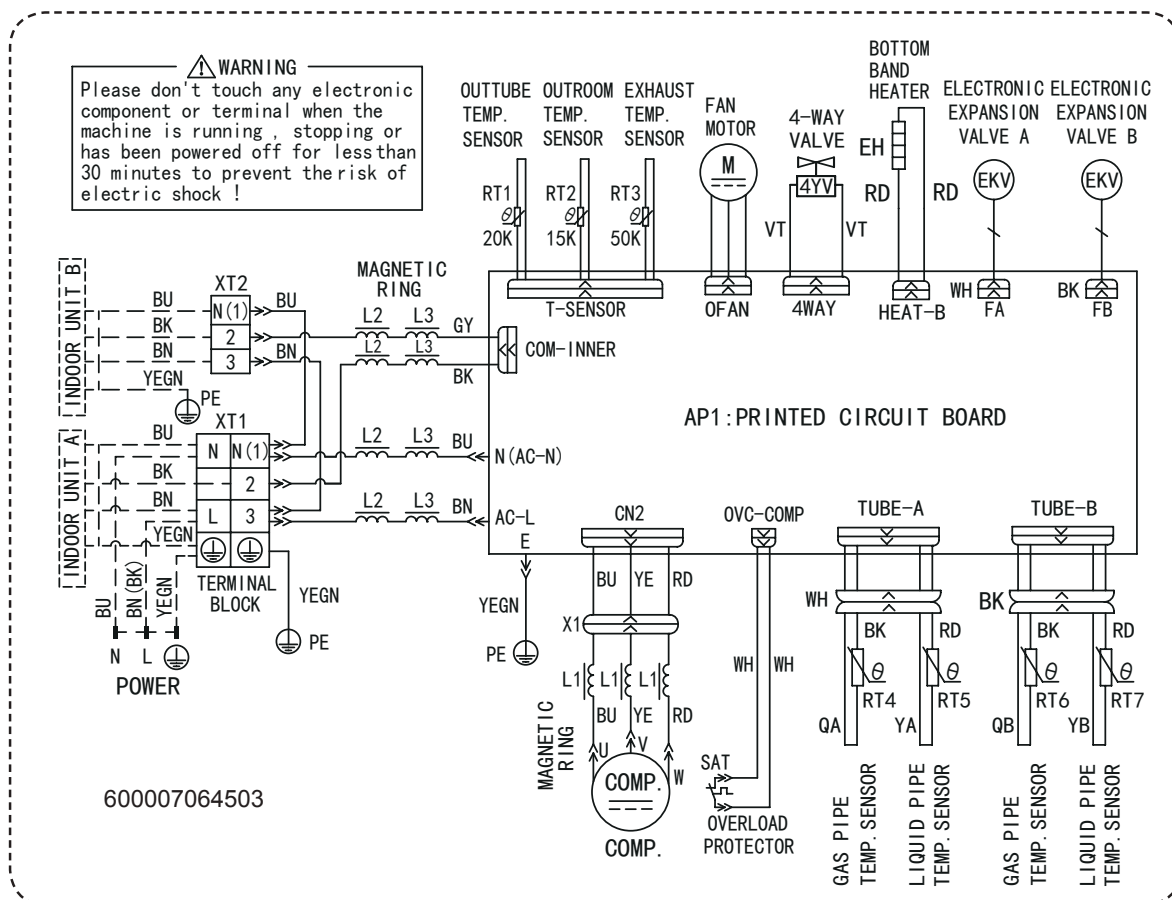 WARNING
Please don't touch any electronic
component or terminal when the
machine is running , stopping or
has been powered off for less than
30 minutes to prevent the risk of
electric shock !
OUTTUBE
TEMP.
SENSOR
OUTROOM
TEMP.
SENSOR
EXHAUST
TEMP.
SENSOR
FAN
MOTOR
4-WAY
VALVE
BOTTOM
BAND
HEATER
ELECTRONIC
EXPANSION
VALVE A
ELECTRONIC
EXPANSION
VALVE B
RT1
θ
20K
RT2
θ
15K
RT3
θ
50K
M
4YV
VT
VT
EH
RD
RD
EKV
EKV
T-SENSOR
OFAN
4WAY
HEAT-B
WH
FA
BK
FB
INDOOR UNIT B
BU
BK
BN
YEGN
PE
XT2
N(1)
2
3
BU
BN
MAGNETIC
RING
L2
L3
GY
L2
L3
BK
COM-INNER
AP1:PRINTED CIRCUIT BOARD
INDOOR UNIT A
BU
BK
BN
YEGN
XT1
N
N(1)
2
L
3
TERMINAL
BLOCK
L2
L3
BU
N(AC-N)
L2
L3
BN
AC-L
E
YEGN
PE
YEGN
PE
BU
BN(BK)
YEGN
N
L
POWER
CN2
BU
YE
RD
X1
L1
L1
L1
BU
YE
RD
MAGNETIC
RING
U
V
W
COMP.
COMP.
OVC-COMP
WH
WH
SAT
OVERLOAD
PROTECTOR
TUBE-A
WH
BK
RD
θ
RT4
θ
RT5
QA
YA
GAS PIPE
TEMP. SENSOR
LIQUID PIPE
TEMP. SENSOR
TUBE-B
BK
BK
RD
θ
RT6
θ
RT7
QB
YB
GAS PIPE
TEMP. SENSOR
LIQUID PIPE
TEMP. SENSOR
600007064503